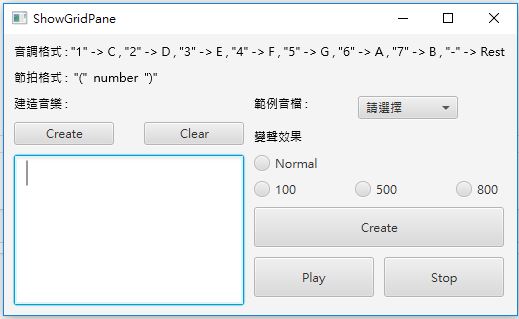 ShowGridPane
音調格式 : "1" -> C , "2" -> D , "3" -> E , "4" -> F , "5" -> G , "6" -> A , "7" -> B , "-" -> Rest
節拍格式 : "(" number ")"
建造音樂 :
範例音檔 :
請選擇
Create
Clear
變聲效果
Normal
100
500
800
Create
Play
Stop